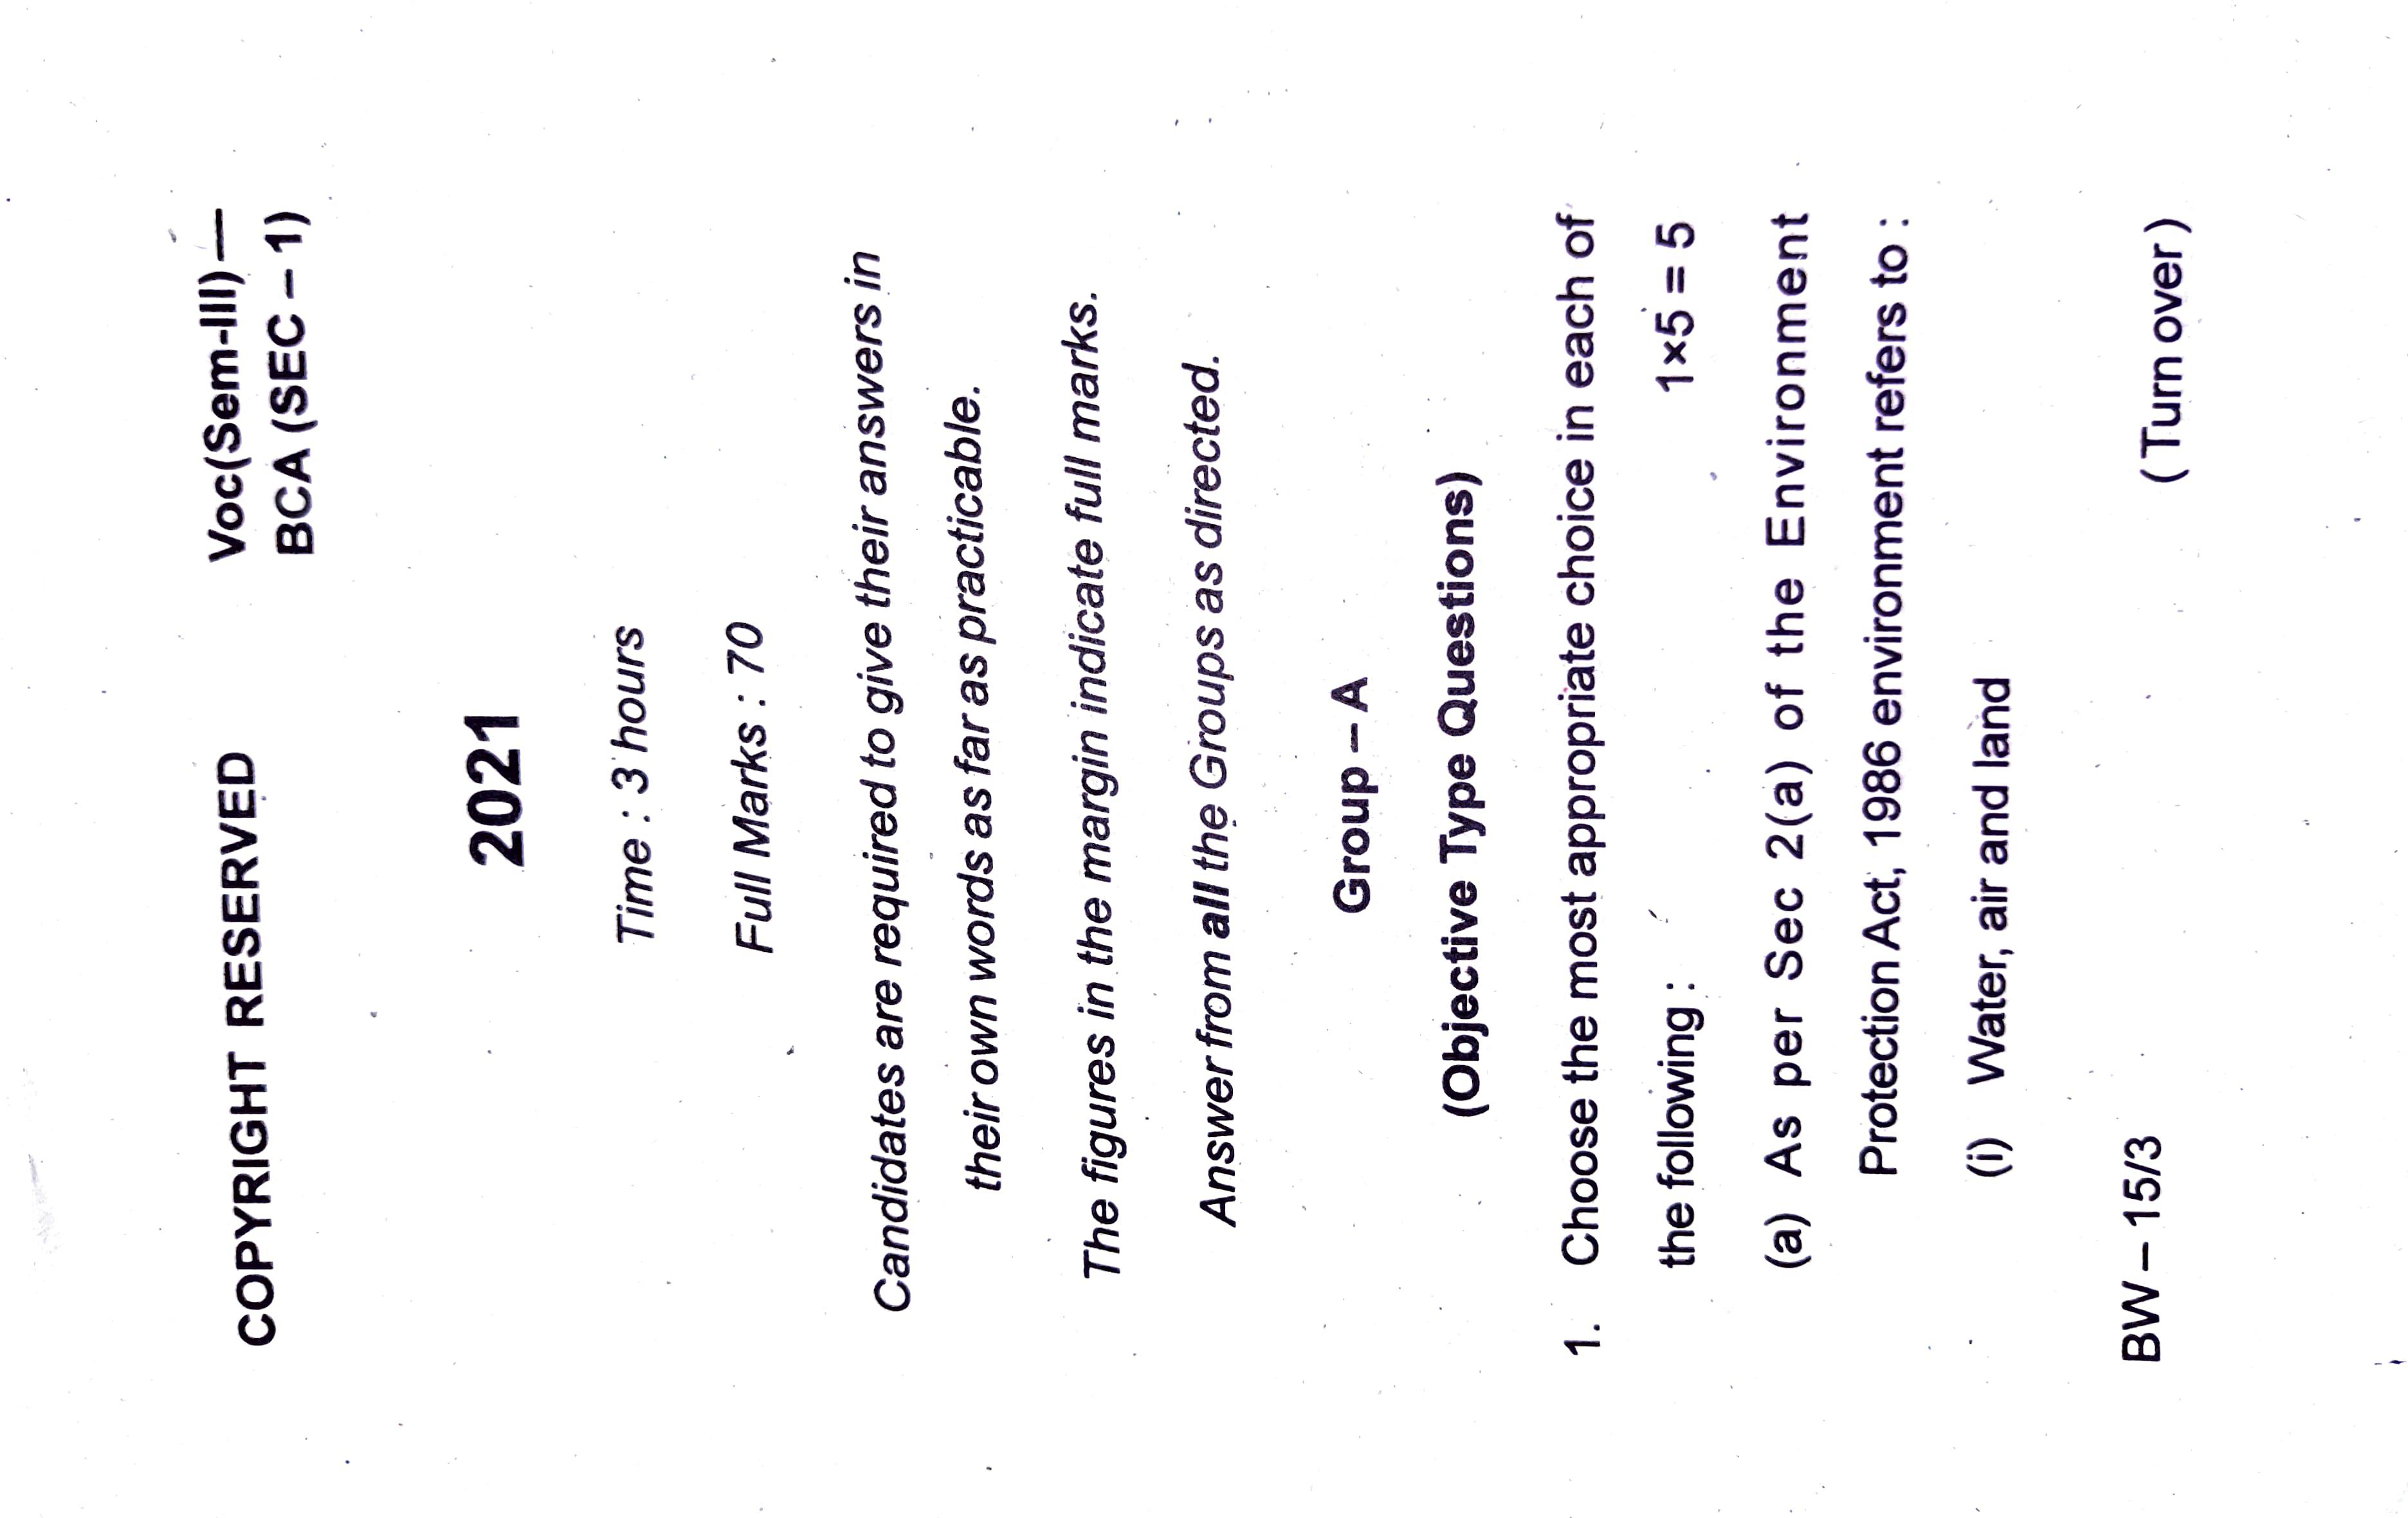 COPYRIGHT RESERVED
Voc(Sem-III) —
BCA (SEC – 1)
2021
Time : 3 hours
Full Marks : 70
Candidates are required to give their answers in
their own words as far as practicable.
The figures in the margin indicate full marks.
Answer from all the Groups as directed.
Group – A
(Objective Type Questions)
1. Choose the most appropriate choice in each of
the following : 1×5 = 5
(a) As per Sec 2(a) of the Environment
Protection Act, 1986 environment refers to :
(i) Water, air and land
BW – 15/3
( Turn over )